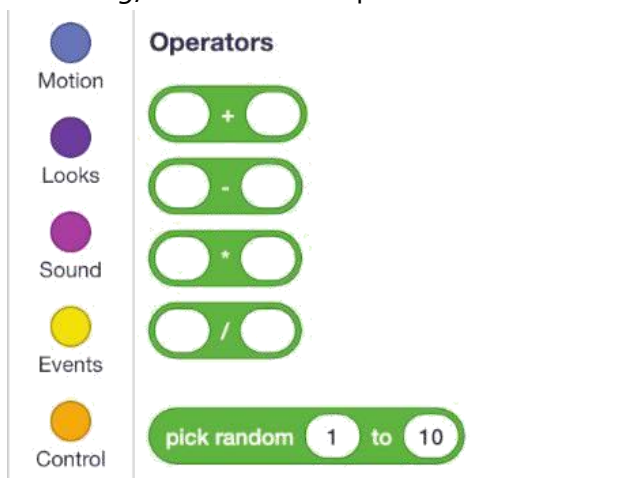 Operators
Motion
+
Looks
-
*
Sound
/
Events
pick random 1 to 10
Control